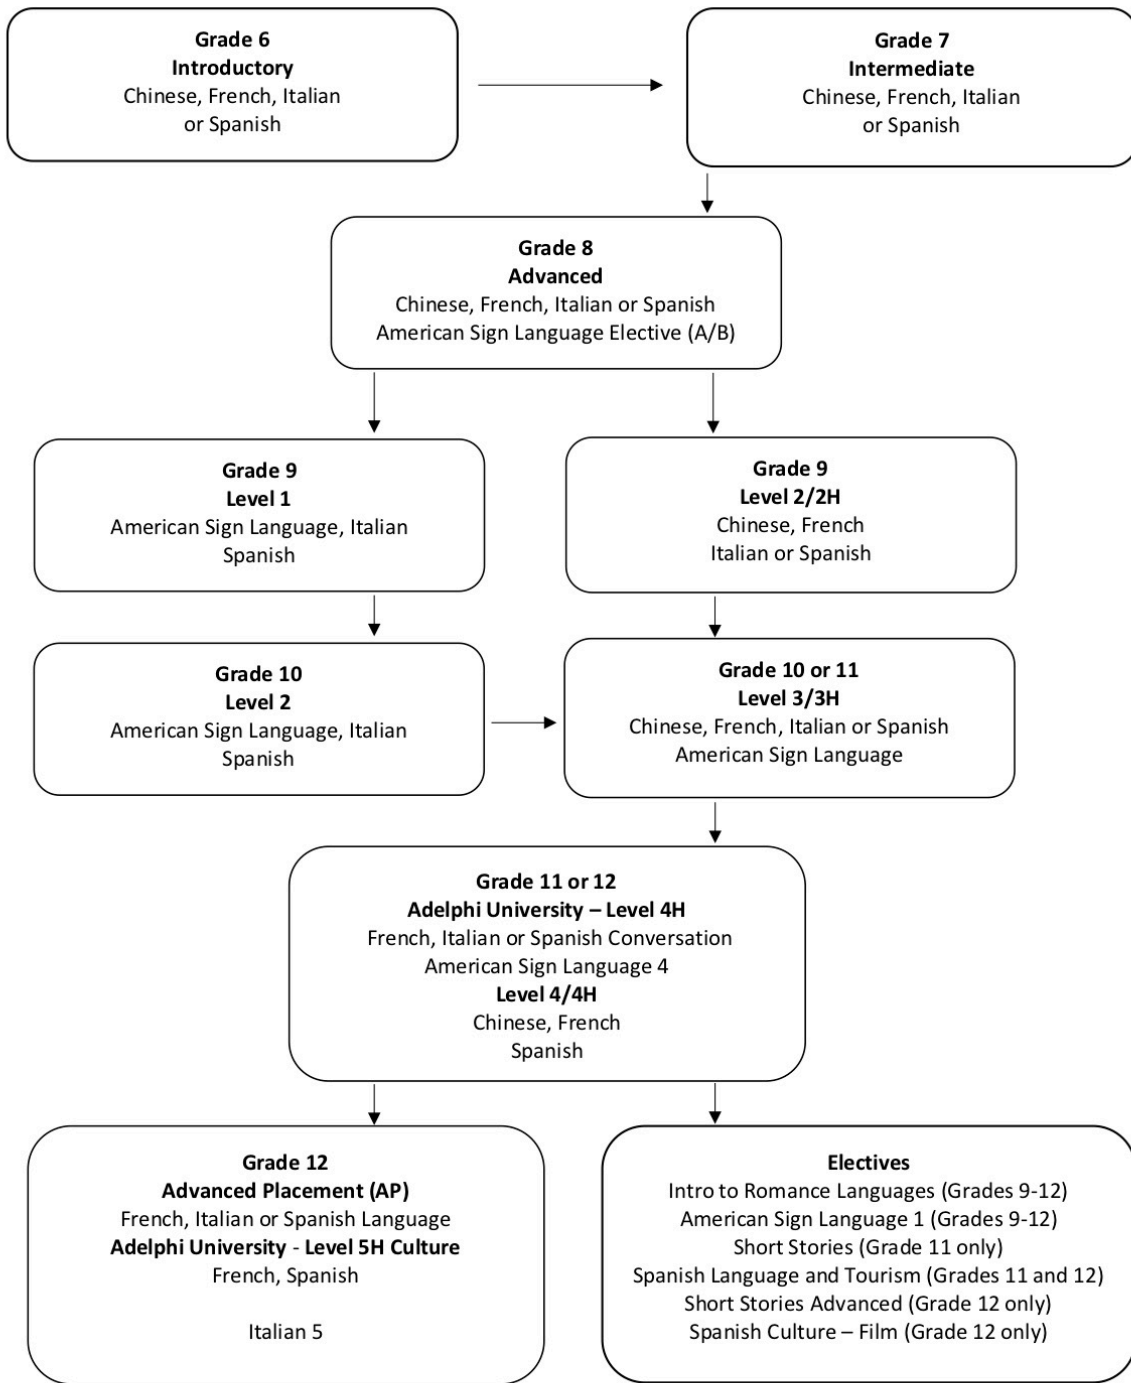 Grade 6
Introductory
Chinese, French, Italian
or Spanish
Grade 7
Intermediate
Chinese, French, Italian
or Spanish
Grade 8
Advanced
Chinese, French, Italian or Spanish
American Sign Language Elective (A/B)
Grade 9
Level 1
American Sign Language, Italian
Spanish
Grade 9
Level 2/2H
Chinese, French
Italian or Spanish
Grade 10
Level 2
American Sign Language, Italian
Spanish
Grade 10 or 11
Level 3/3H
Chinese, French, Italian or Spanish
American Sign Language
Grade 11 or 12
Adelphi University – Level 4H
French, Italian or Spanish Conversation
American Sign Language 4
Level 4/4H
Chinese, French
Spanish
Grade 12
Advanced Placement (AP)
French, Italian or Spanish Language
Adelphi University - Level 5H Culture
French, Spanish
Italian 5
Electives
Intro to Romance Languages (Grades 9-12)
American Sign Language 1 (Grades 9-12)
Short Stories (Grade 11 only)
Spanish Language and Tourism (Grades 11 and 12)
Short Stories Advanced (Grade 12 only)
Spanish Culture – Film (Grade 12 only)